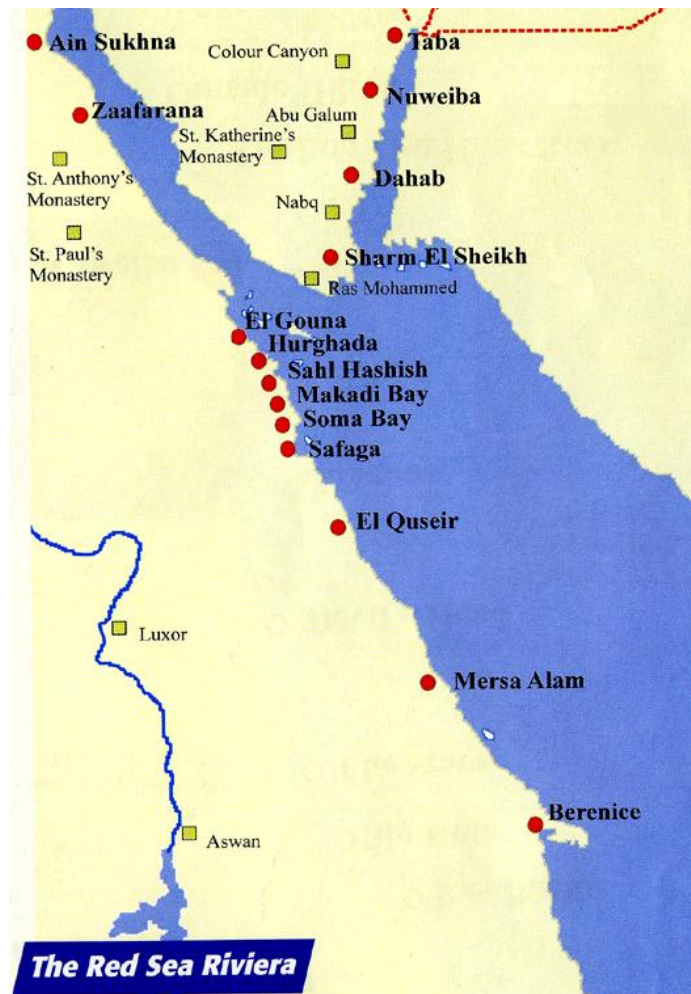 Ain Sukhna
Taba
Colour Canyon
Nuweiba
Zaafarana
Abu Galum
St. Katherine's
Monastery
St. Anthony's
Monastery
Dahab
Nabq
St. Paul's
Monastery
Sharm El Sheikh
Ras Mohammed
El Gouna
Hurghada
Sahl Hashish
Makadi Bay
Soma Bay
Safaga
El Quseir
Luxor
Mersa Alam
Berenice
Aswan
The Red Sea Riviera